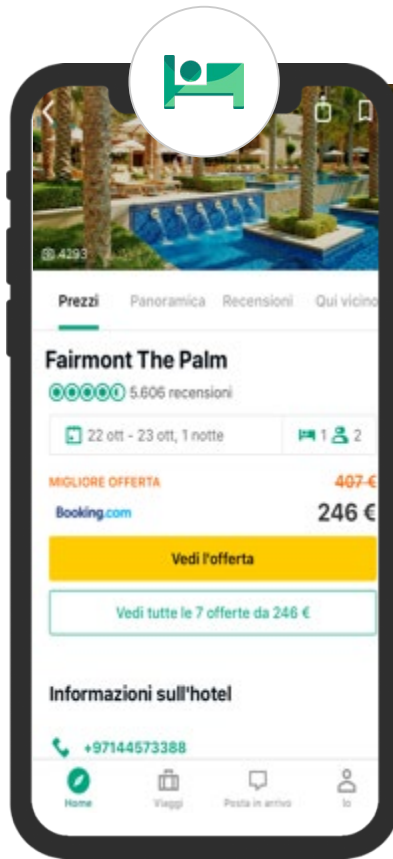 4293
Prezzi Panoramica Recensioni Qui vicino
Fairmont The Palm
5.606 recensioni
22 ott - 23 ott, 1 notte 1 2
MIGLIORE OFFERTA 407 €
Booking.com 246 €
Vedi l'offerta
Vedi tutte le 7 offerte da 246 €
Informazioni sull'hotel
+97144573388
Home Viaggi Posta in arrivo Io